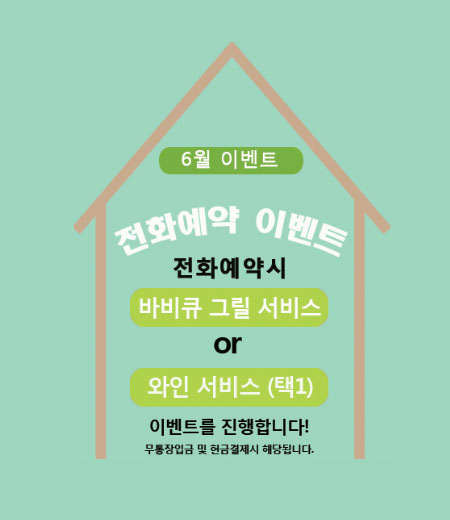 6월 이벤트
전화예약 이벤트
전화예약시
바비큐 그릴 서비스
or
와인 서비스 (택1)
이벤트를 진행합니다!
무통장입금 및 현금결제시 해당됩니다.